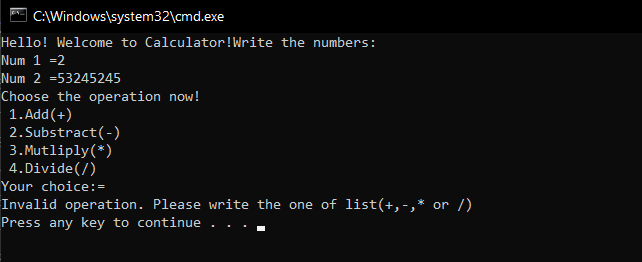 C:\Windows\system32\cmd.exe
Hello! Welcome to Calculator!Write the numbers:
Num 1 =2
Num 2 =53245245
Choose the operation now!
1.Add(+)
2.Substract(-)
3.Mutliply(*)
4.Divide(/)
Your choice:=
Invalid operation. Please write the one of list(+,-,* or /)
Press any key to continue . . .